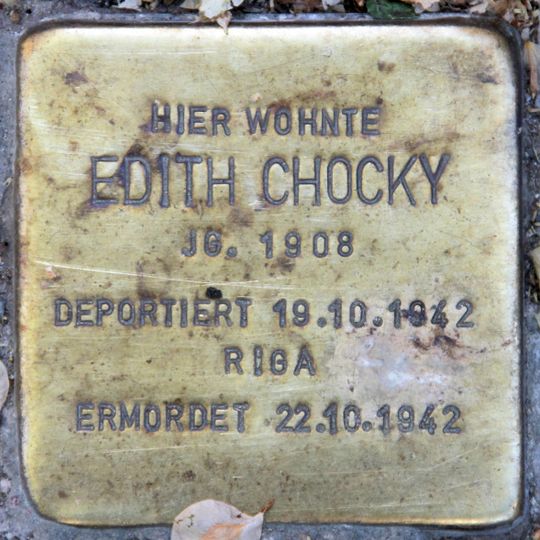 HIER WOHNTE
EDITH CHOCKY
JG. 1908
DEPORTIERT 19.10.1942
RIGA
ERMORDET 22.10.1942